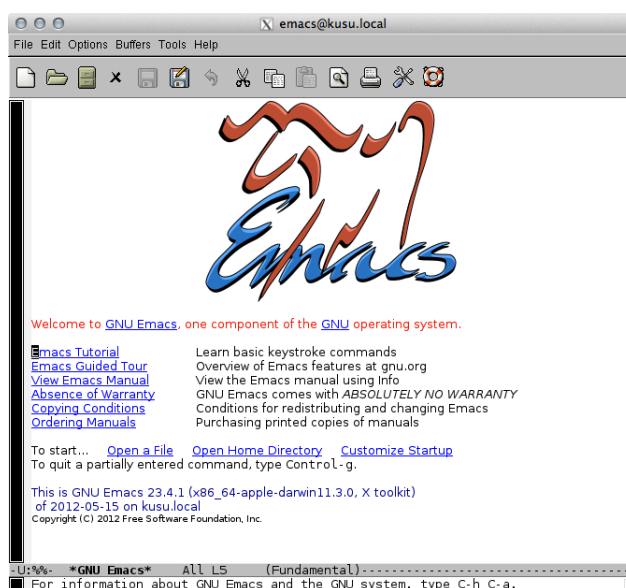 emacs@kusu.local
File Edit Options Buffers Tools Help
Emacs
Welcome to GNU Emacs, one component of the GNU operating system.
Emacs Tutorial Learn basic keystroke commands
Emacs Guided Tour Overview of Emacs features at gnu.org
View Emacs Manual View the Emacs manual using Info
Absence of Warranty GNU Emacs comes with ABSOLUTELY NO WARRANTY
Copying Conditions Conditions for redistributing and changing Emacs
Ordering Manuals Purchasing printed copies of manuals
To start... Open a File Open Home Directory Customize Startup
To quit a partially entered command, type Control-g.
This is GNU Emacs 23.4.1 (x86_64-apple-darwin11.3.0, X toolkit)
of 2012-05-15 on kusu.local
Copyright (C) 2012 Free Software Foundation, Inc.
-U:%%- *GNU Emacs* All L5 (Fundamental)----------------------------------
For information about GNU Emacs and the GNU system, type C-h C-a.